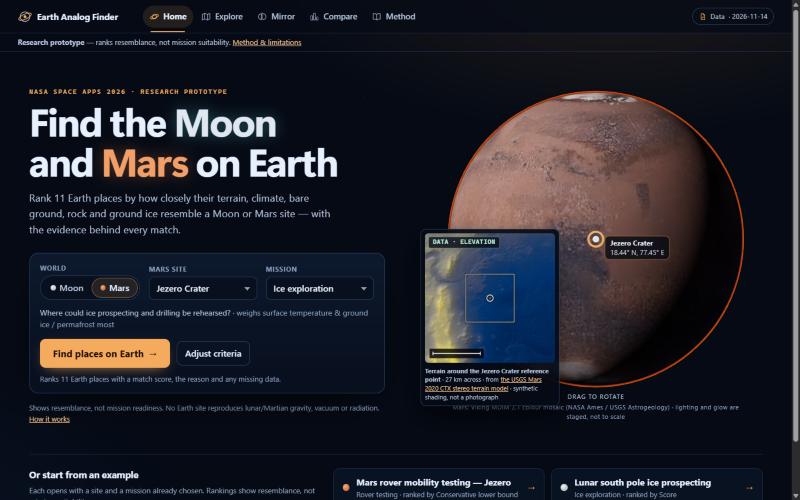 Earth Analog Finder
Home
Explore
Mirror
Compare
Method
Data · 2026-11-14
Research prototype — ranks resemblance, not mission suitability. Method & limitations
NASA SPACE APPS 2026 · RESEARCH PROTOTYPE
Find the Moon
and Mars on Earth
Rank 11 Earth places by how closely their terrain, climate, bare
ground, rock and ground ice resemble a Moon or Mars site — with
the evidence behind every match.
WORLD
Moon
Mars
MARS SITE
Jezero Crater
MISSION
Ice exploration
Where could ice prospecting and drilling be rehearsed? · weighs surface temperature & ground
ice / permafrost most
Find places on Earth →
Adjust criteria
Ranks 11 Earth places with a match score, the reason and any missing data.
Shows resemblance, not mission readiness. No Earth site reproduces lunar/Martian gravity, vacuum or radiation.
How it works
Jezero Crater
18.44° N, 77.45° E
DATA · ELEVATION
Terrain around the Jezero Crater reference
point · 27 km across · from the USGS Mars
2020 CTX stereo terrain model · synthetic
shading, not a photograph
DRAG TO ROTATE
colour mosaic (NASA Ames / USGS Astrogeology) · lighting and glow are
staged, not to scale
Or start from an example
Each opens with a site and a mission already chosen. Rankings show resemblance, not
Mars rover mobility testing — Jezero →
Rover testing · ranked by Conservative lower bound
Lunar south pole ice prospecting →
Ice exploration · ranked by Score